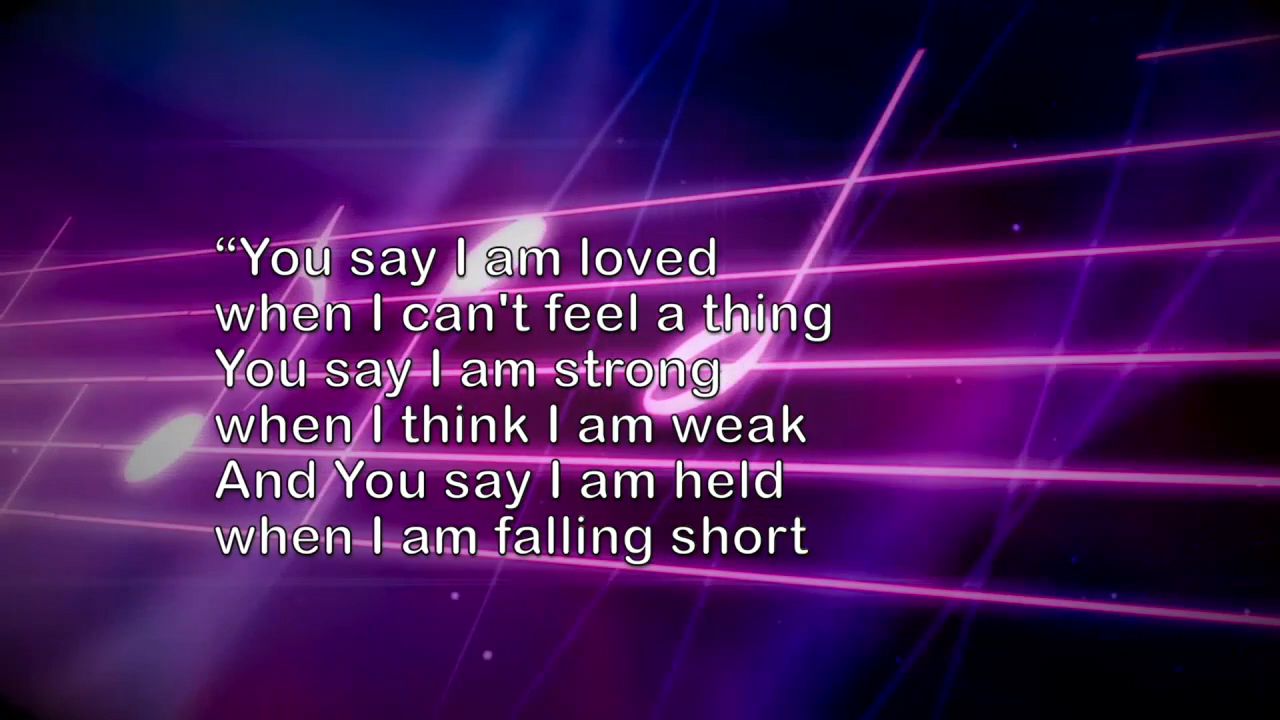 “You say I am loved
when I can't feel a thing
You say I am strong
when I think I am weak
And You say I am held
when I am falling short